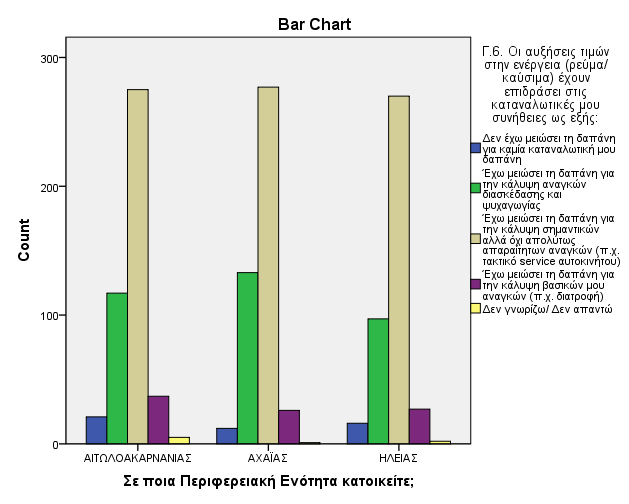 Bar Chart
300
200
100
0
Count
ΑΙΤΩΛΟΑΚΑΡΝΑΝΙΑΣ
ΑΧΑΪΑΣ
ΗΛΕΙΑΣ
Σε ποια Περιφερειακή Ενότητα κατοικείτε;
Γ.6. Οι αυξήσεις τιμών
στην ενέργεια (ρεύμα/
καύσιμα) έχουν
επιδράσει στις
καταναλωτικές μου
συνήθειες ως εξής:
Δεν έχω μειώσει τη δαπάνη
για καμία καταναλωτική μου
δαπάνη
Έχω μειώσει τη δαπάνη για
την κάλυψη αναγκών
διασκέδασης και
ψυχαγωγίας
Έχω μειώσει τη δαπάνη για
την κάλυψη σημαντικών
αλλά όχι απολύτως
απαραίτητων αναγκών (π.χ.
τακτικό service αυτοκινήτου)
Έχω μειώσει τη δαπάνη για
την κάλυψη βασικών μου
αναγκών (π.χ. διατροφή)
Δεν γνωρίζω/ Δεν απαντώ